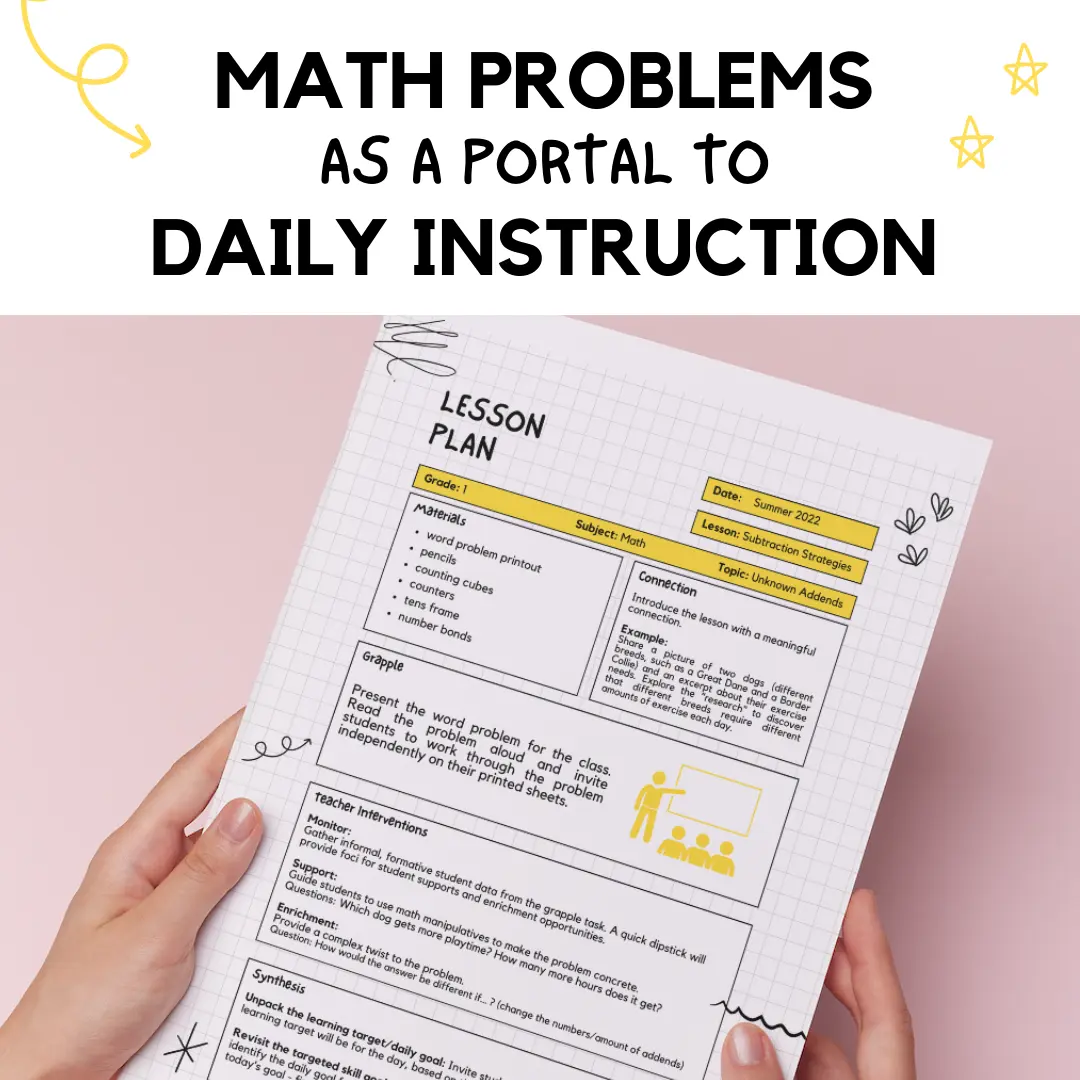 MATH PROBLEMS
AS A PORTAL TO
DAILY INSTRUCTION
LESSON
PLAN
Grade: 1
Subject: Math
Topic: Unknown Addends
Date: Summer 2022
Lesson: Subtraction Strategies
Materials
• word problem printout
• pencils
• counting cubes
• counters
• tens frame
• number bonds
Connection
Introduce the lesson with a meaningful
connection.
Example:
Share a picture of two dogs (different
breeds, such as a Great Dane and a Border
Collie) and an excerpt about their exercise
needs. Explore the "research" to discover
that different breeds require different
amounts of exercise each day.
Grapple
Present the word problem for the class.
Read the problem aloud and invite
students to work through the problem
independently on their printed sheets.
Teacher Interventions
Monitor:
Gather informal, formative student data from the grapple task. A quick dipstick will
provide foci for student supports and enrichment opportunities.
Support:
Guide students to use math manipulatives to make the problem concrete.
Questions: Which dog gets more playtime? How many more hours does it get?
Enrichment:
Provide a complex twist to the problem.
Question: How would the answer be different if... ? (change the numbers/amount of addends)
Synthesis
Unpack the learning target/daily goal: Invite
learning target will be for the day, based on
Revisit the targeted skill
identify the daily goal
today's goal